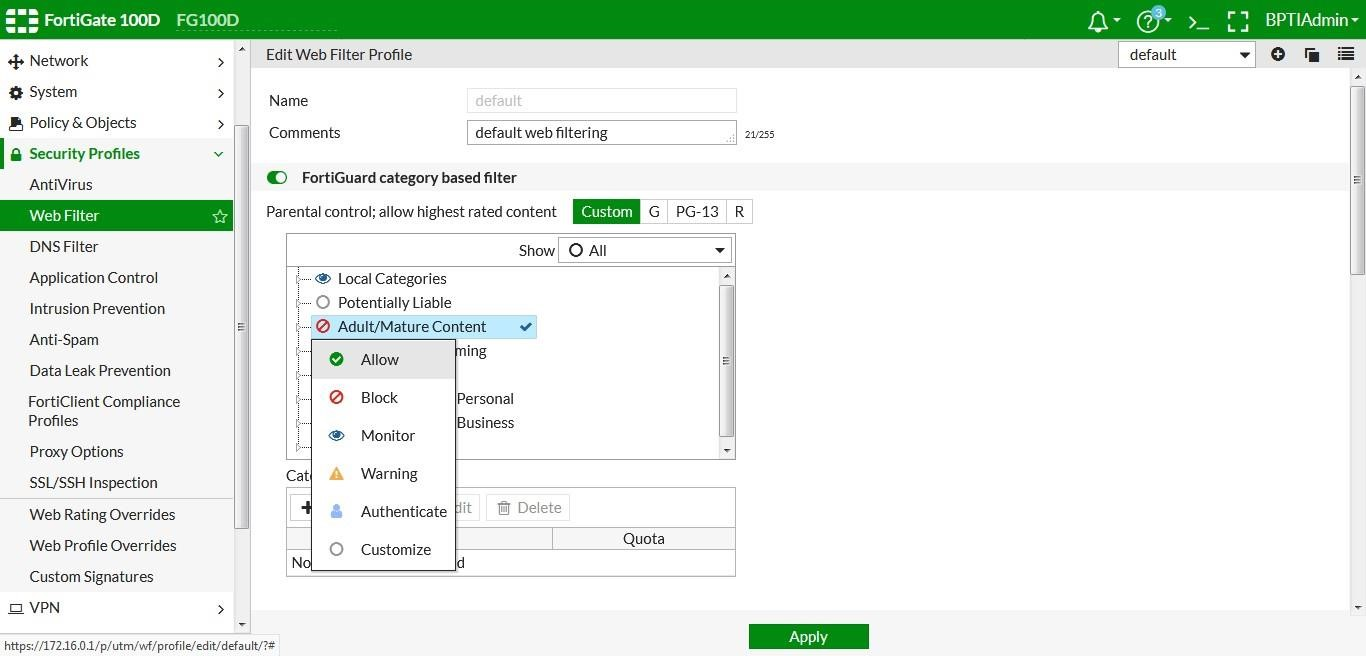 FortiGate 100D FG100D 3 >_ BPTIAdmin
Network
System
Policy & Objects
Security Profiles
AntiVirus
Web Filter
DNS Filter
Application Control
Intrusion Prevention
Anti-Spam
Data Leak Prevention
FortiClient Compliance
Profiles
Proxy Options
SSL/SSH Inspection
Web Rating Overrides
Web Profile Overrides
Custom Signatures
VPN
https://172.16.0.1/p/utm/wf/profile/edit/default/?#
Edit Web Filter Profile default
Name default
Comments default web filtering 21/255
FortiGuard category based filter
Parental control; allow highest rated content Custom G PG-13 R
Show All
Local Categories
Potentially Liable
Adult/Mature Content
ming
Personal
Business
Allow
Block
Monitor
Warning
Authenticate
Customize
Cate
dit Delete
Quota
No d
Apply